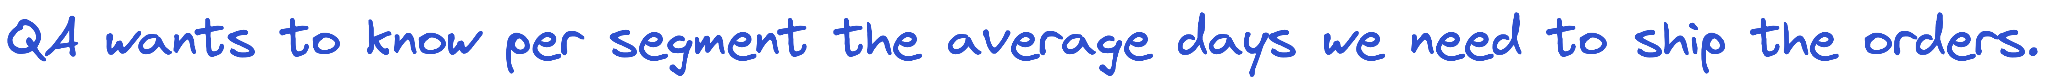 QA wants to know per segment the average days we need to ship the orders.